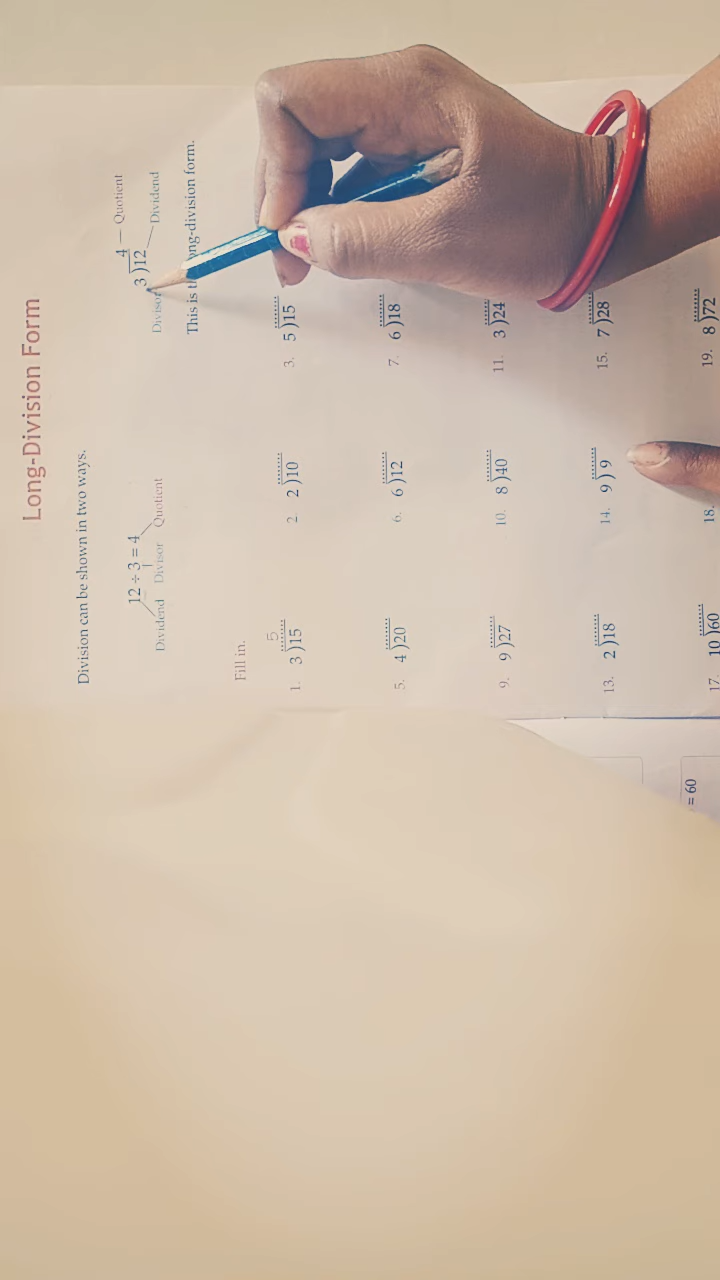 Long-Division Form
Division can be shown in two ways.
12 ÷ 3 = 4
Dividend Divisor Quotient
4 — Quotient
3 )12 Dividend
Divisor
This is ng-division form.
Fill in.
5
1. 3 )15 2 2 )10 3. 5 )15
5. 4 )20 6. 6 )12 7. 6 )18
9. 9 )27 10. 8 )40 11. 3 )24
13. 2 )18 14. 9 ) 9 15. 7 )28
17. 10 )60 18. 19. 8 )72
= 60